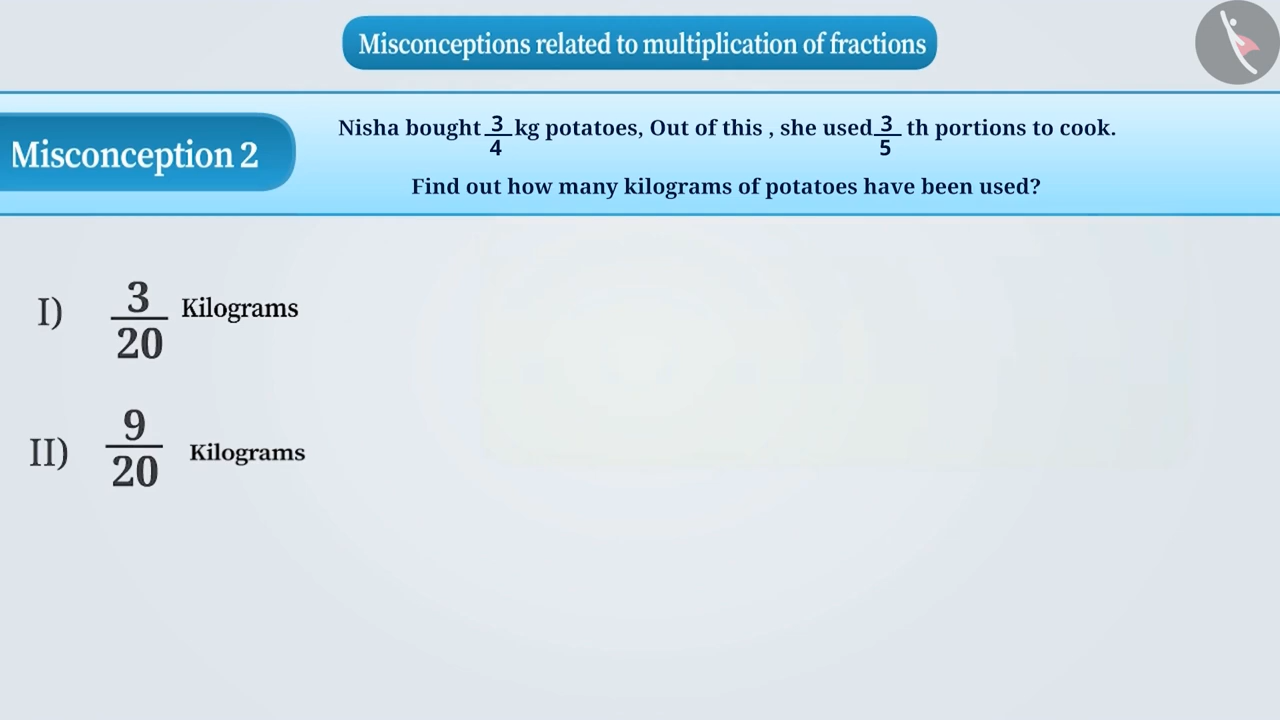 Misconceptions related to multiplication of fractions
Misconception 2
Nisha bought 3/4 kg potatoes, Out of this , she used 3/5 th portions to cook.
Find out how many kilograms of potatoes have been used?
I) 3/20 Kilograms
II) 9/20 Kilograms